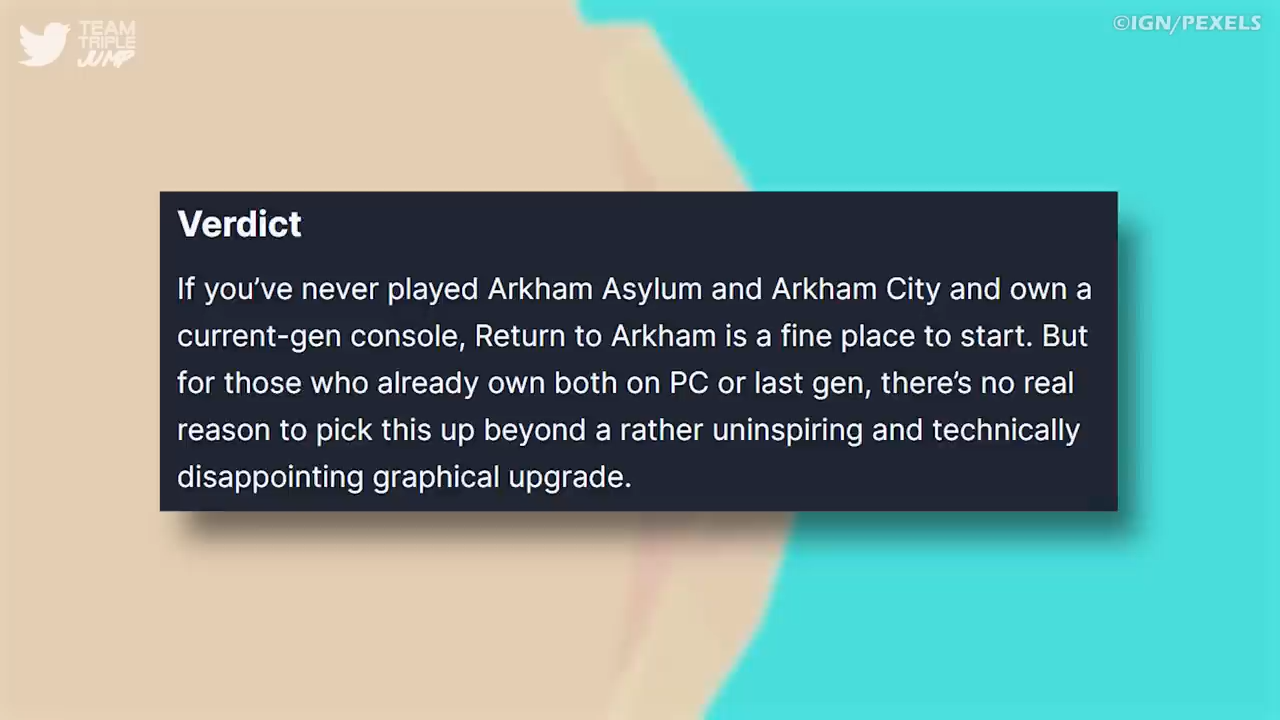 TEAM
TRIPLE
JUMP
©IGN/PEXELS
Verdict
If you’ve never played Arkham Asylum and Arkham City and own a
current-gen console, Return to Arkham is a fine place to start. But
for those who already own both on PC or last gen, there’s no real
reason to pick this up beyond a rather uninspiring and technically
disappointing graphical upgrade.